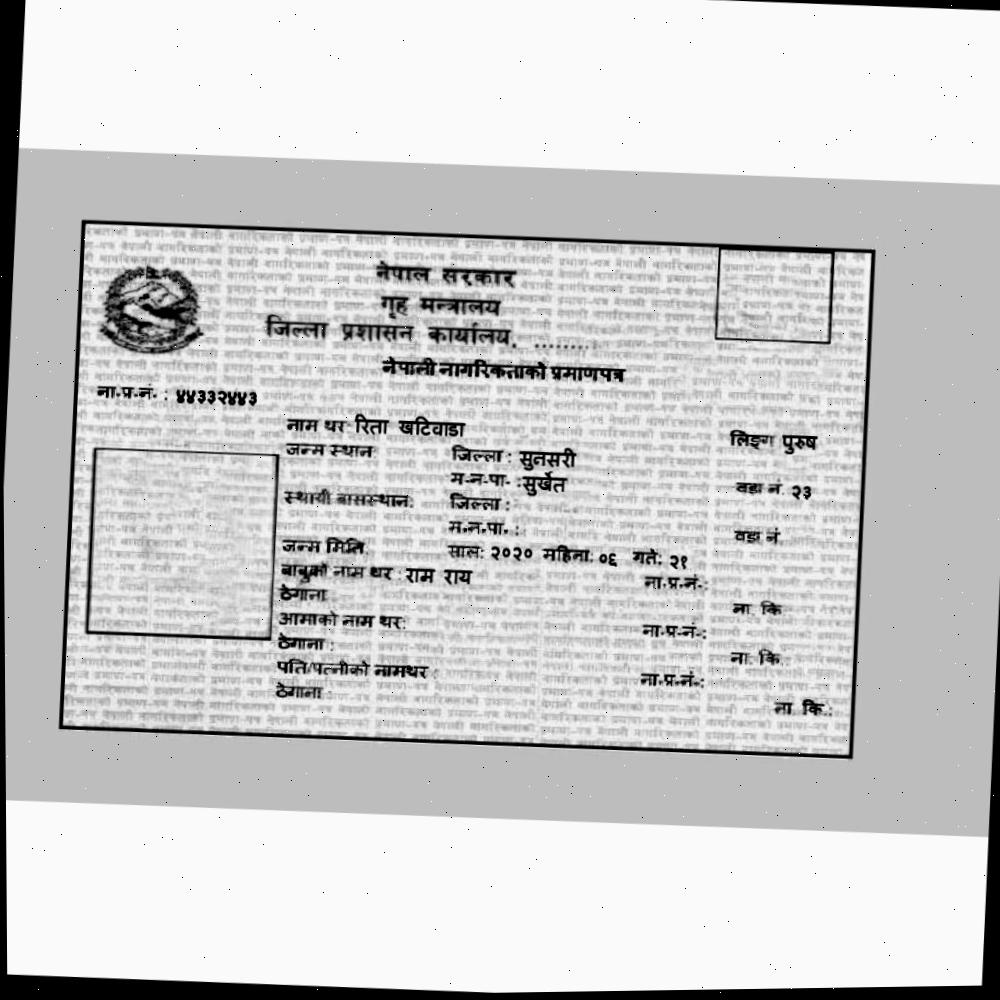 नेपाल सरकार
गृह मन्त्रालय
जिल्ला प्रशासन कार्यालय, .........
नेपाली नागरिकताको प्रमाणपत्र
ना.प्र.नं. : ४४३३२४४३
नाम थर: रिता खटिवाडा लिङ्ग पुरुष
जन्म स्थान: जिल्ला : सुनसरी
म.न.पा. : सुर्खेत वडा नं. २३
स्थायी बासस्थान: जिल्ला :
म.न.पा. : वडा नं
जन्म मिति: साल: २०२० महिना: ०६ गते: २१
बाबुको नाम थर : राम राय ना.प्र.नं.:
ठेगाना : ना. कि.:
आमाको नाम थर: ना.प्र.नं.:
ठेगाना : ना. कि.:
पति/पत्नीको नामथर : ना.प्र.नं.:
ठेगाना : ना. कि.: